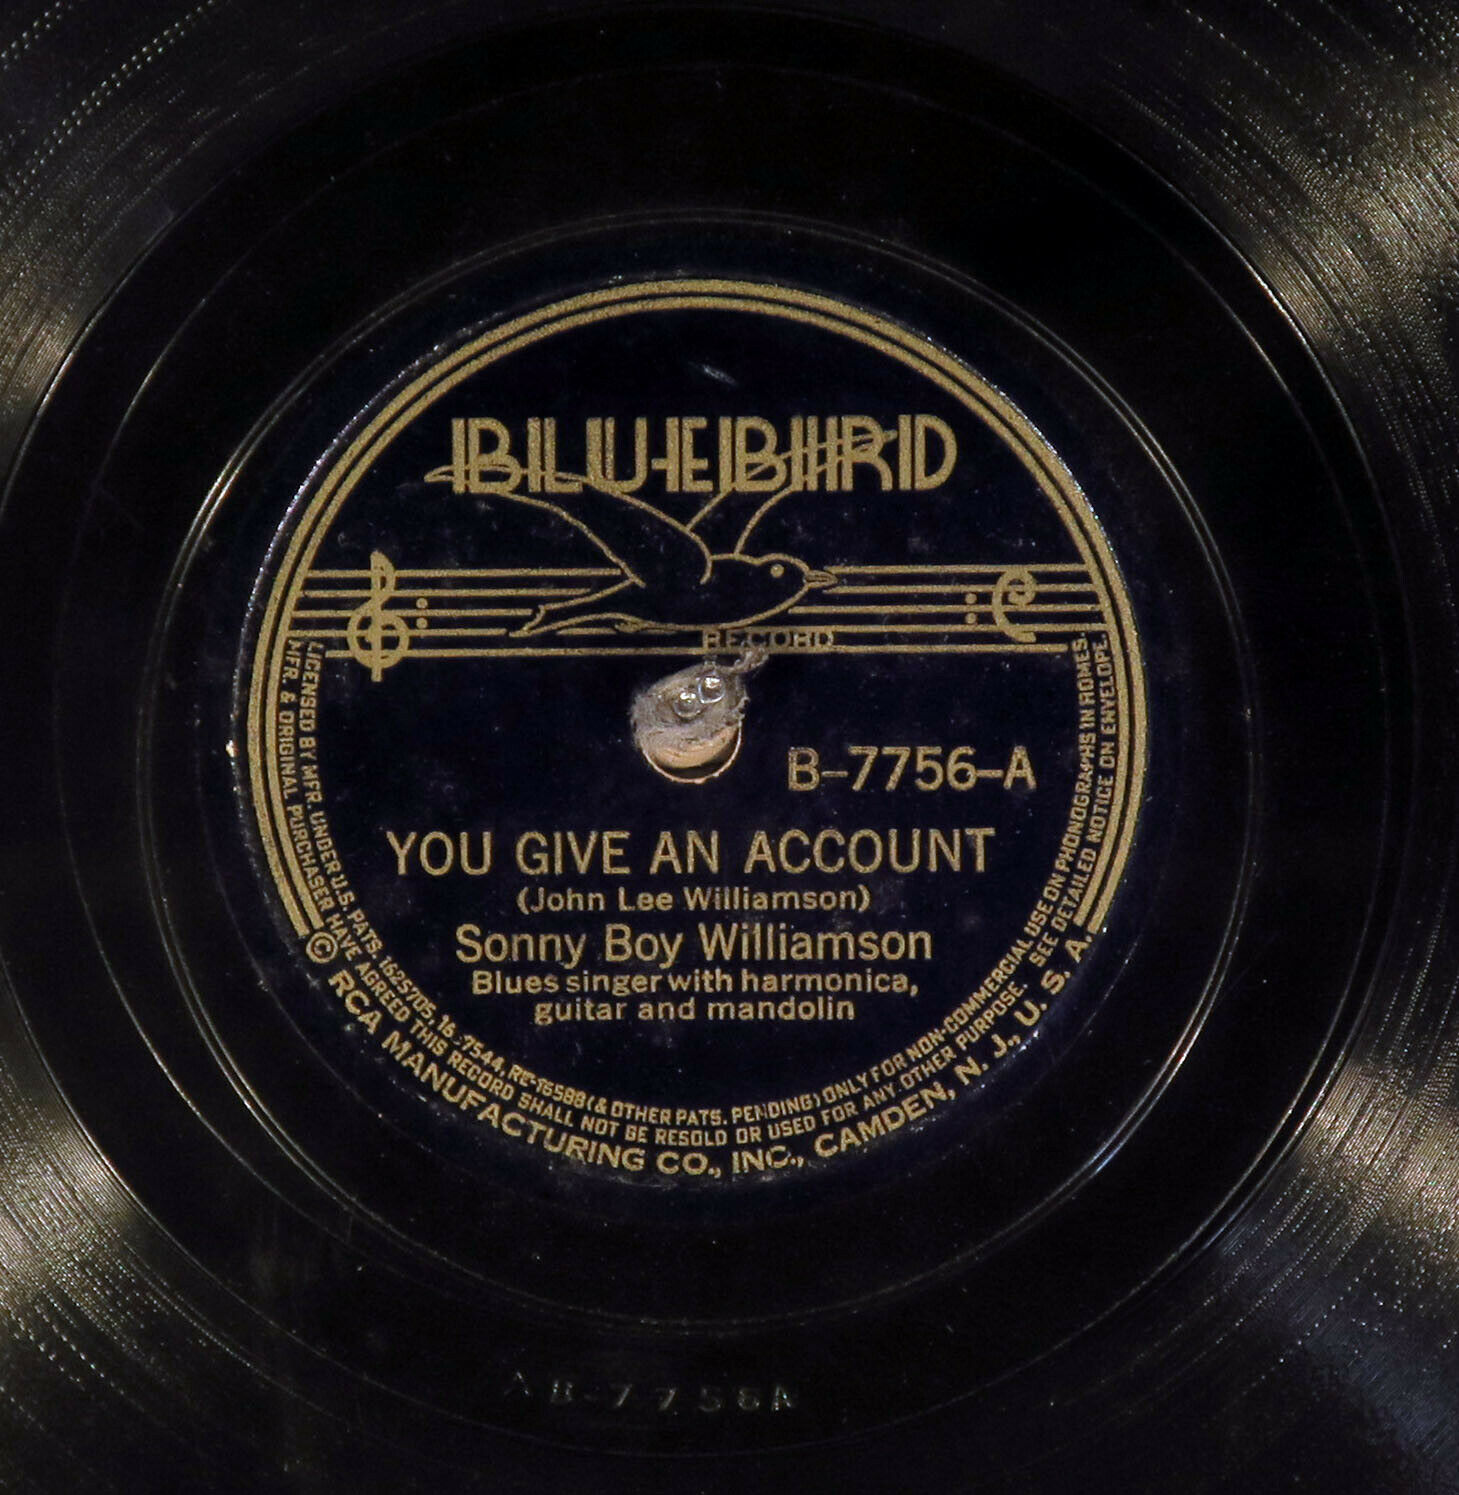 BLUEBIRD
RECORD
B-7756-A
YOU GIVE AN ACCOUNT
(John Lee Williamson)
Sonny Boy Williamson
Blues singer with harmonica,
guitar and mandolin
LICENSED BY MFR. UNDER U.S. PATS. 1625705, RE-16588 (& OTHER PATS. PENDING) ONLY FOR NON-COMMERCIAL USE ON PHONOGRAPHS IN HOMES.
MFR. & ORIGINAL PURCHASER HAVE AGREED THIS RECORD SHALL NOT BE RESOLD OR USED FOR ANY OTHER PURPOSE. SEE DETAILED NOTICE ON ENVELOPE.
© RCA MANUFACTURING CO., INC., CAMDEN, N. J., U. S. A.
B-7756A